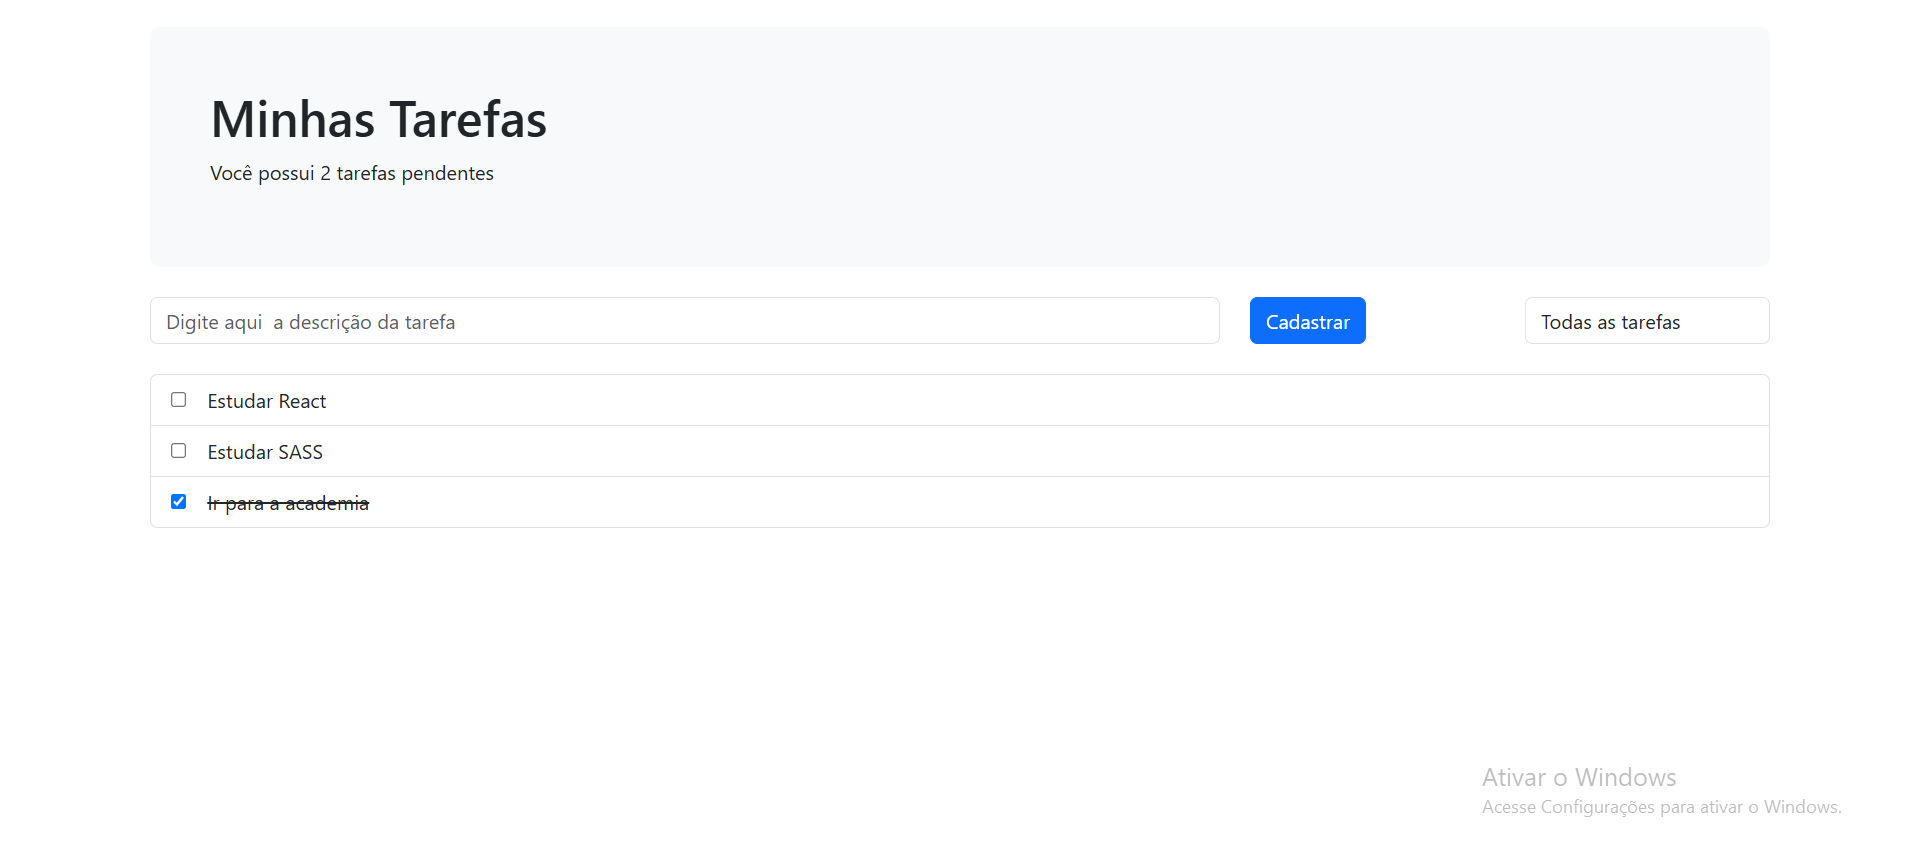 Minhas Tarefas
Você possui 2 tarefas pendentes
Digite aqui  a descrição da tarefa
Cadastrar
Todas as tarefas
Estudar React
Estudar SASS
Ir para a academia
Ativar o Windows
Acesse Configurações para ativar o Windows.